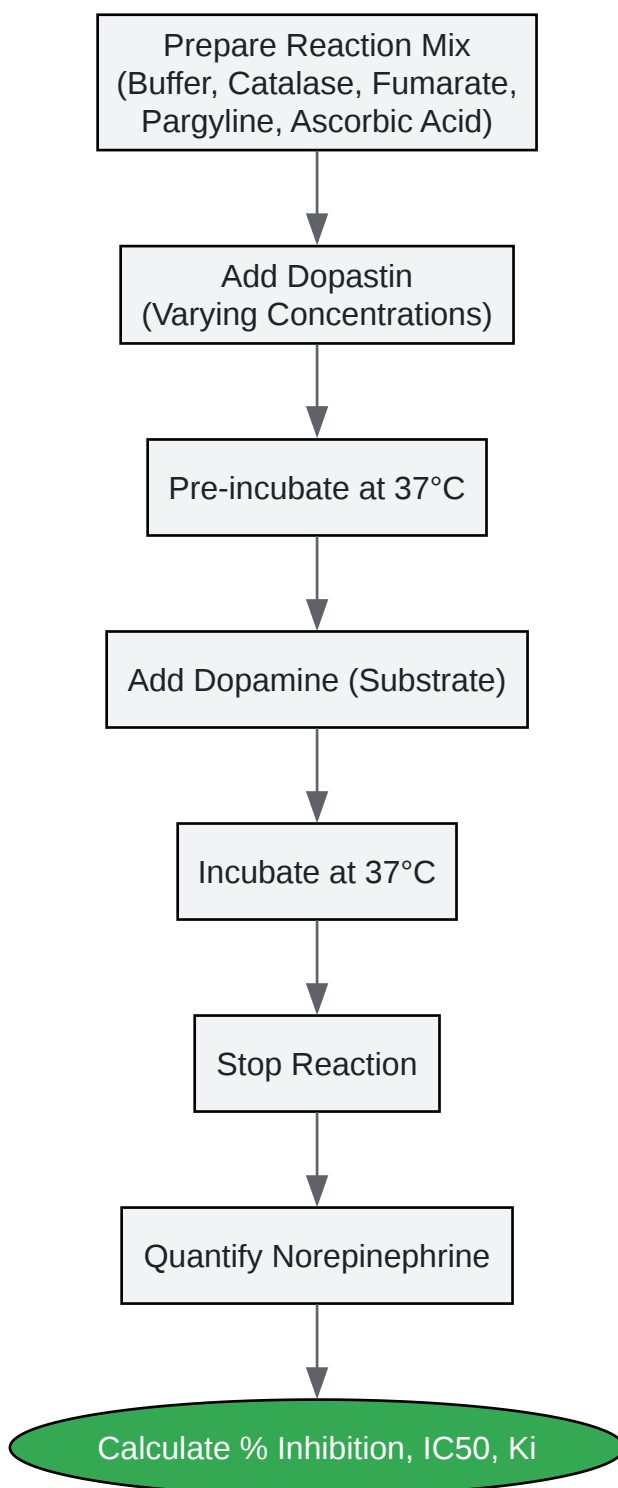 Prepare Reaction Mix
(Buffer, Catalase, Fumarate,
Pargyline, Ascorbic Acid)
Add Dopastin
(Varying Concentrations)
Pre-incubate at 37°C
Add Dopamine (Substrate)
Incubate at 37°C
Stop Reaction
Quantify Norepinephrine
Calculate % Inhibition, IC50, Ki